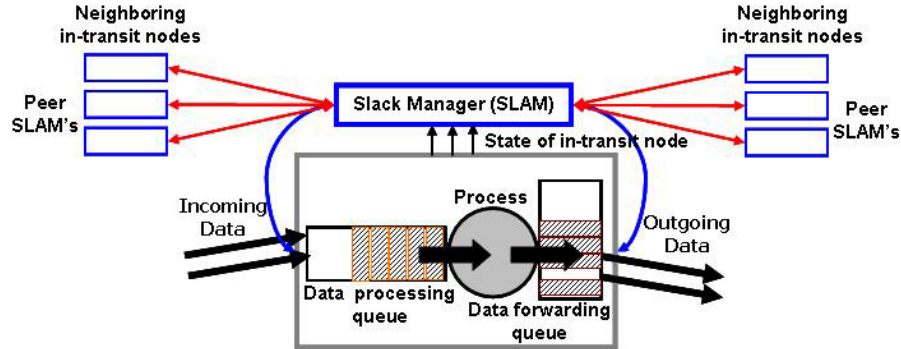 Neighboring
in-transit nodes
Neighboring
in-transit nodes
Peer
SLAM's
Slack Manager (SLAM)
Peer
SLAM's
State of in-transit node
Incoming
Data
Process
Outgoing
Data
Data processing
queue
Data forwarding
queue